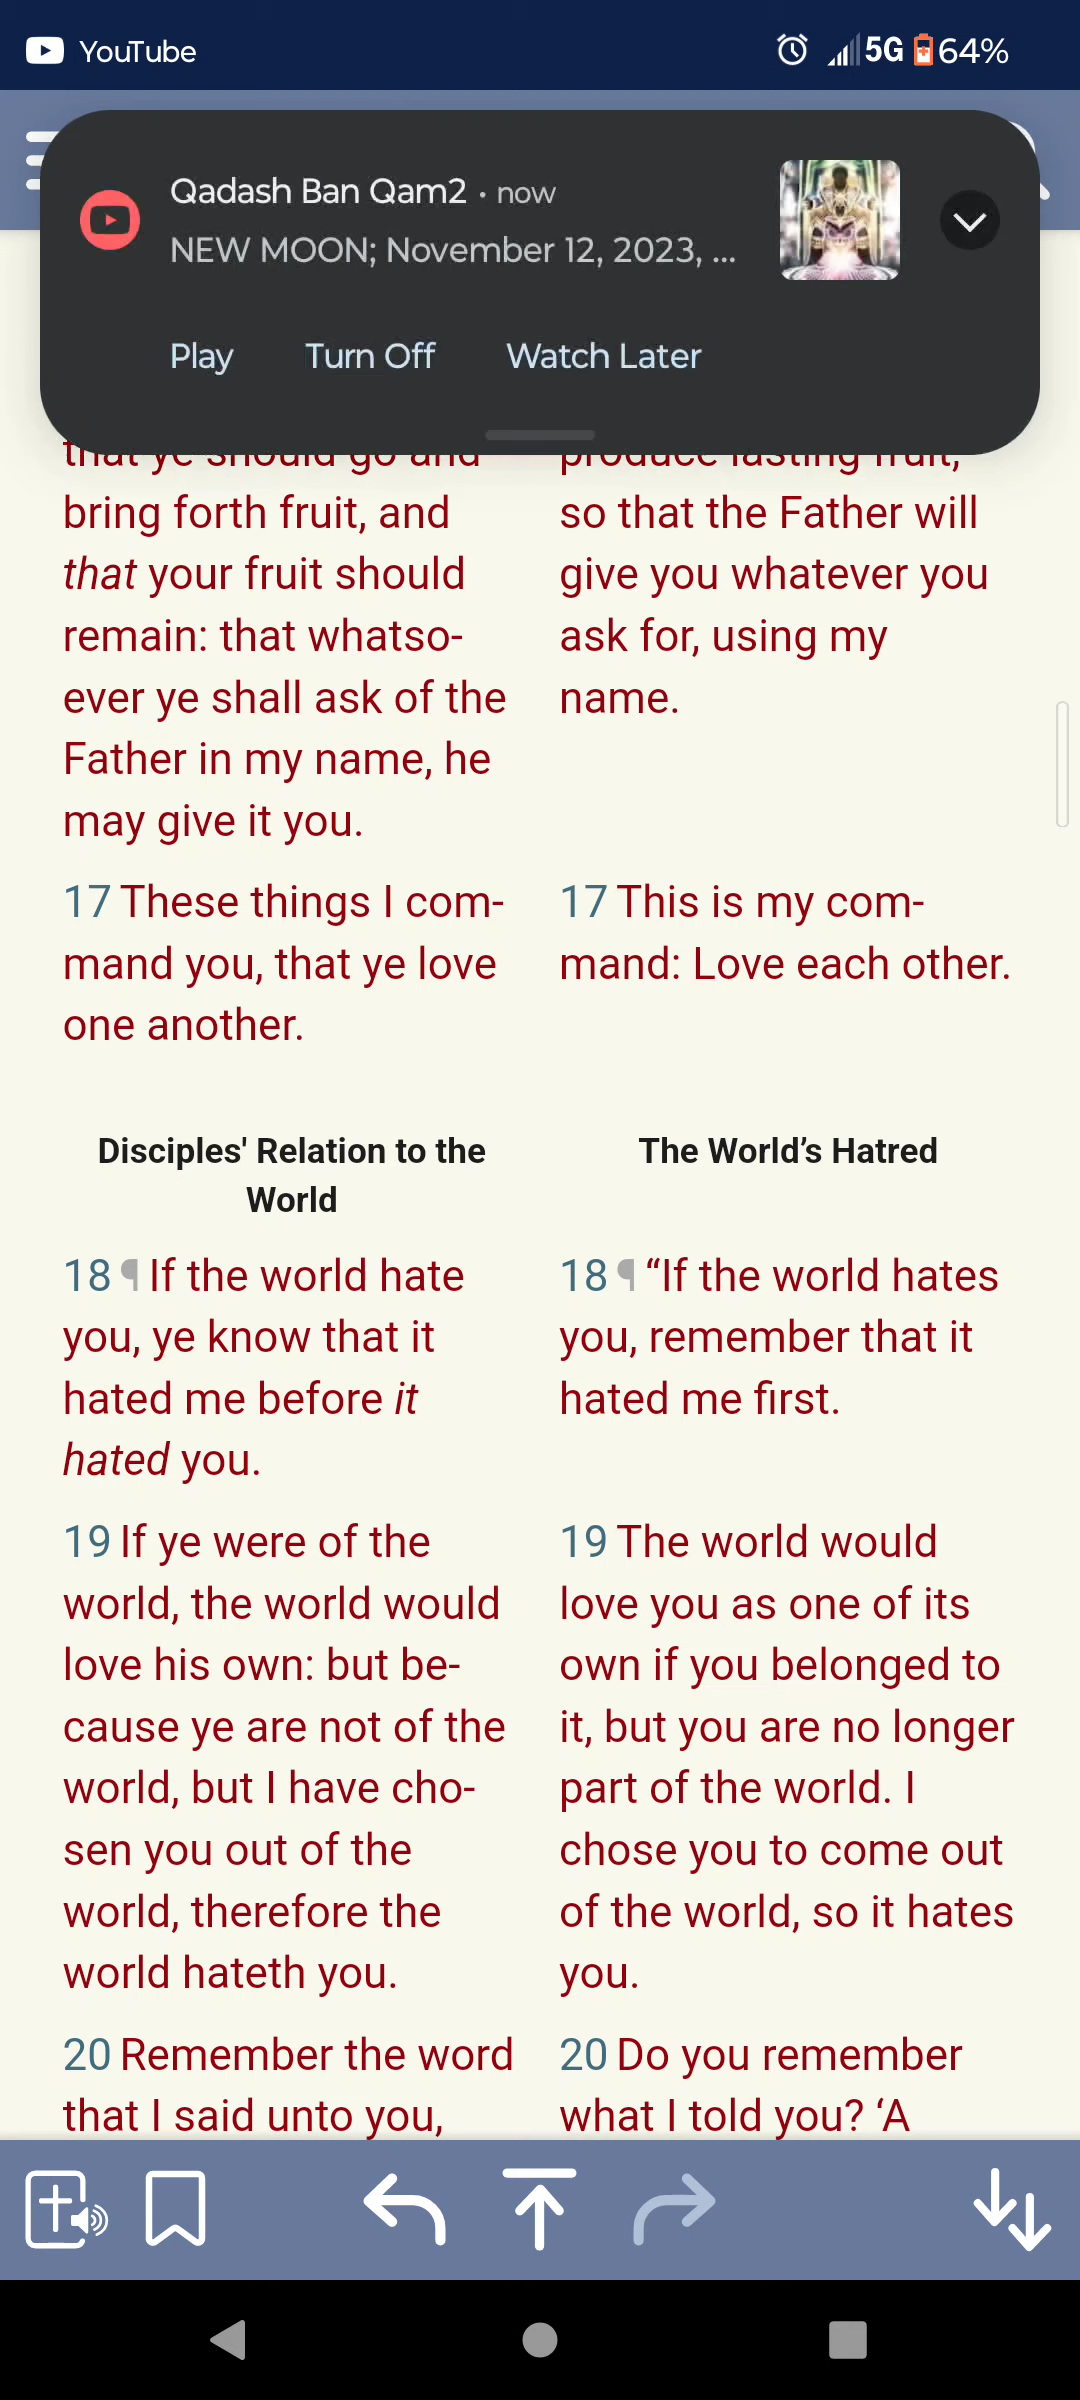 YouTube
5G 64%
Qadash Ban Qam2 • now
NEW MOON; November 12, 2023, ...
Play Turn Off Watch Later
that ye should go and
bring forth fruit, and
that your fruit should
remain: that whatso-
ever ye shall ask of the
Father in my name, he
may give it you.
17 These things I com-
mand you, that ye love
one another.
Disciples' Relation to the
World
18 ¶ If the world hate
you, ye know that it
hated me before it
hated you.
19 If ye were of the
world, the world would
love his own: but be-
cause ye are not of the
world, but I have cho-
sen you out of the
world, therefore the
world hateth you.
20 Remember the word
that I said unto you,
produce lasting fruit,
so that the Father will
give you whatever you
ask for, using my
name.
17 This is my com-
mand: Love each other.
The World’s Hatred
18 ¶ “If the world hates
you, remember that it
hated me first.
19 The world would
love you as one of its
own if you belonged to
it, but you are no longer
part of the world. I
chose you to come out
of the world, so it hates
you.
20 Do you remember
what I told you? ‘A